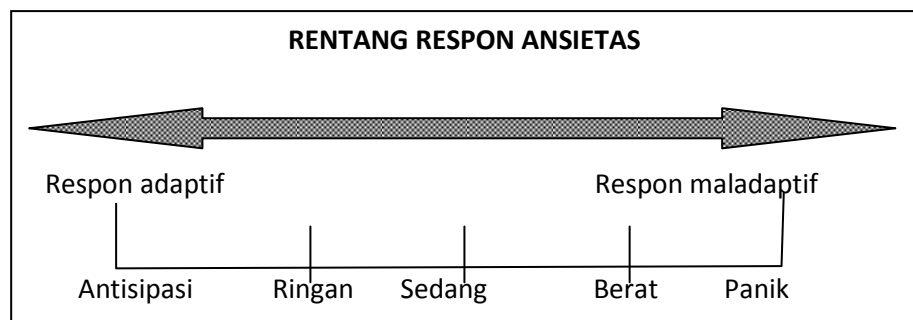 RENTANG RESPON ANSIETAS
Respon adaptif Respon maladaptif
Antisipasi Ringan Sedang Berat Panik